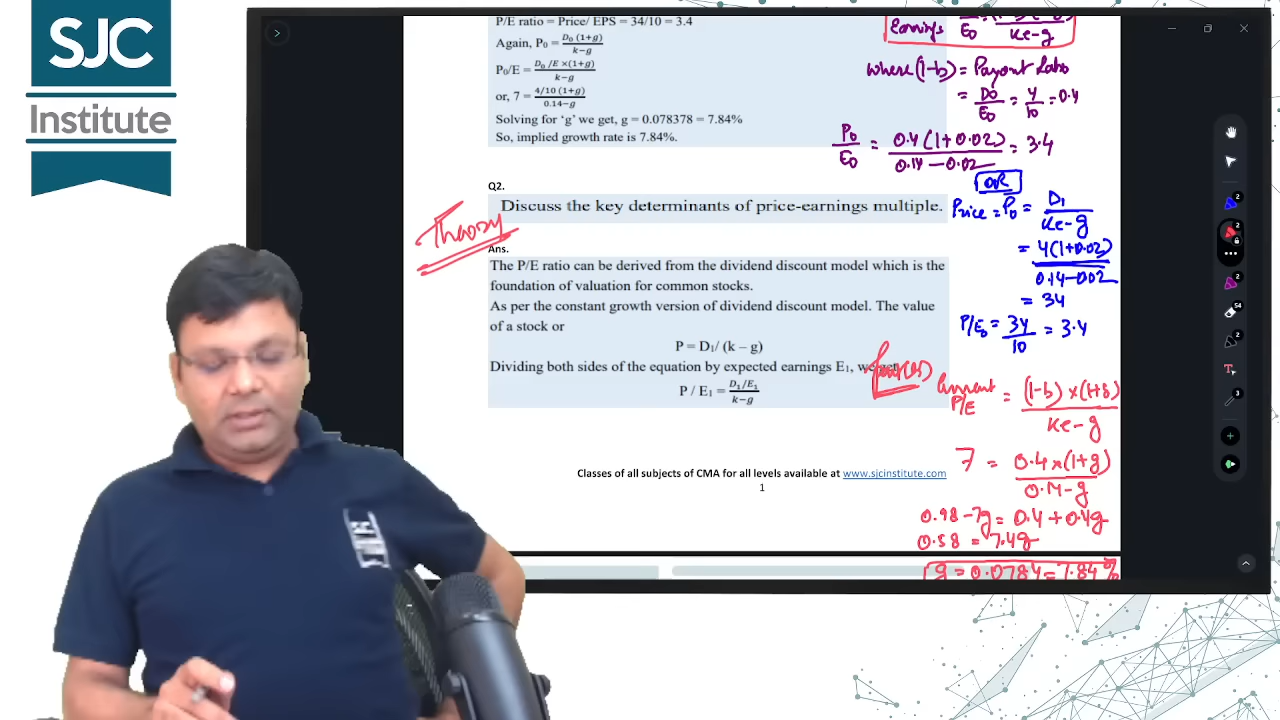 SJC
Institute
P/E ratio = Price/ EPS = 34/10 = 3.4
Again, P₀ = D₀ (1+g) / k−g
P₀/E = D₀ /E ×(1+g) / k−g
or, 7 = 4/10 (1+g) / 0.14−g
Solving for ‘g’ we get, g = 0.078378 = 7.84%
So, implied growth rate is 7.84%.
Q2.
Discuss the key determinants of price-earnings multiple.
Theory
Ans.
The P/E ratio can be derived from the dividend discount model which is the
foundation of valuation for common stocks.
As per the constant growth version of dividend discount model. The value
of a stock or
P = D₁/ (k – g)
Dividing both sides of the equation by expected earnings E₁, we
P / E₁ = D₁/E₁ / k−g
Classes of all subjects of CMA for all levels available at www.sjcinstitute.com
1
Earnings E₀ Ke-g
where (1-b) = Payout Ratio
= D₀/E₀ = 4/10 = 0.4
P₀/E₀ = 0.4(1+0.02) / 0.14-0.02 = 3.4
OR
Price = P₀ = D₁ / Ke-g
= 4(1+0.02) / 0.14-0.02
= 34
P/E₀ = 34/10 = 3.4
P/E = (1-b)×(1+g) / Ke-g
7 = 0.4×(1+g) / 0.14-g
0.98-7g = 0.4+0.4g
0.58 = 7.4g
g = 0.0784 = 7.84%